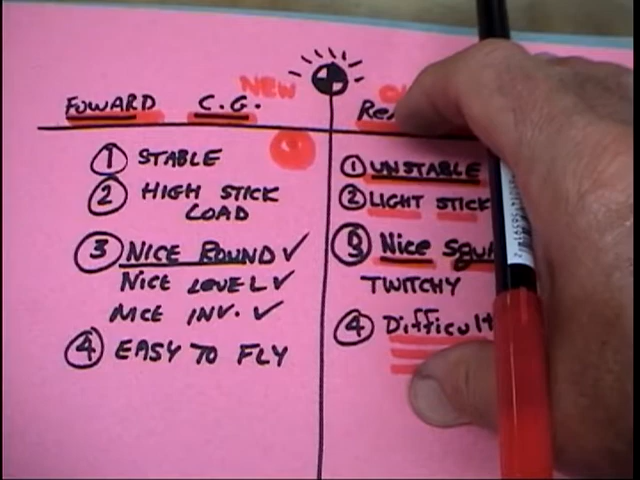 NEW
FOWARD C.G.
① STABLE
② HIGH STICK
LOAD
③ NICE ROUND ✓
NICE LEVEL ✓
NICE INV. ✓
④ EASY TO FLY
① UNSTABLE
② LIGHT STICK
③ Nice
TWITCHY
④ Difficult